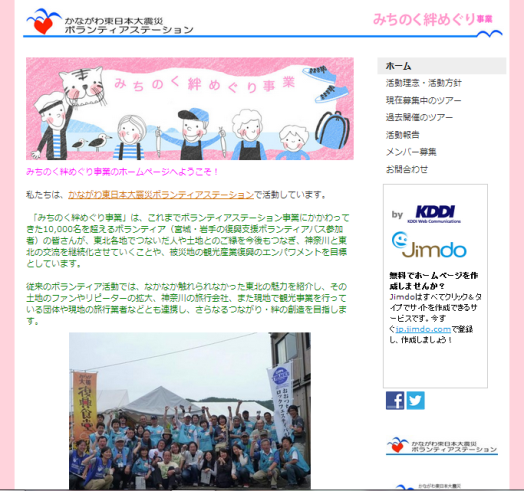 かながわ東日本大震災
ボランティアステーション
みちのく絆めぐり事業
みちのく絆めぐり事業
みちのく絆めぐり事業のホームページへようこそ！
私たちは、かながわ東日本大震災ボランティアステーションで活動しています。
「みちのく絆めぐり事業」は、これまでボランティアステーション事業にかかわって
きた10,000名を超えるボランティア（宮城・岩手の復興支援ボランティアバス参加
者）の皆さんが、東北各地でつないだ人や土地とのご縁を今後もつなぎ、神奈川と東
北の交流を継続化させていくことや、被災地の観光産業復興のエンパワメントを目標
としています。
従来のボランティア活動では、なかなか触れられなかった東北の魅力を紹介し、その
土地のファンやリピーターの拡大、神奈川の旅行会社、また現地で観光事業を行って
いる団体や現地の旅行業者などとも連携し、さらなるつながり・絆の創造を目指しま
す。
ホーム
活動理念・活動方針
現在募集中のツアー
過去開催のツアー
活動報告
メンバー募集
お問合わせ
by KDDI
KDDI Web Communications
Jimdo
無料でホームページを作
成しませんか？
Jimdoはすべてクリック＆タ
イプでサイトを作成できるサ
ービスです。今す
ぐjp.jimdo.comで登録
し、作成しましょう！
かながわ東日本大震災
ボランティアステーション
かながわ東日本大震災